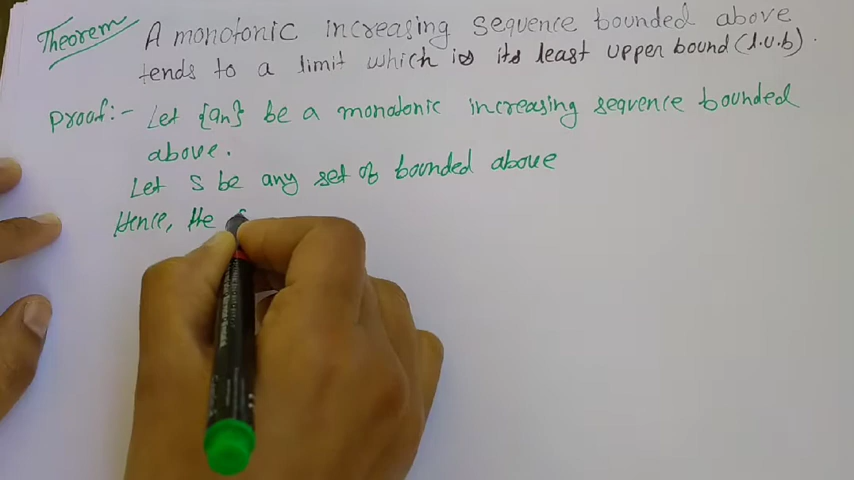 Theorem A monotonic increasing sequence bounded above
tends to a limit which is its least upper bound (l.u.b).
Proof:- Let {an} be a monotonic increasing sequence bounded
above.
Let S be any set of bounded above
Hence, the